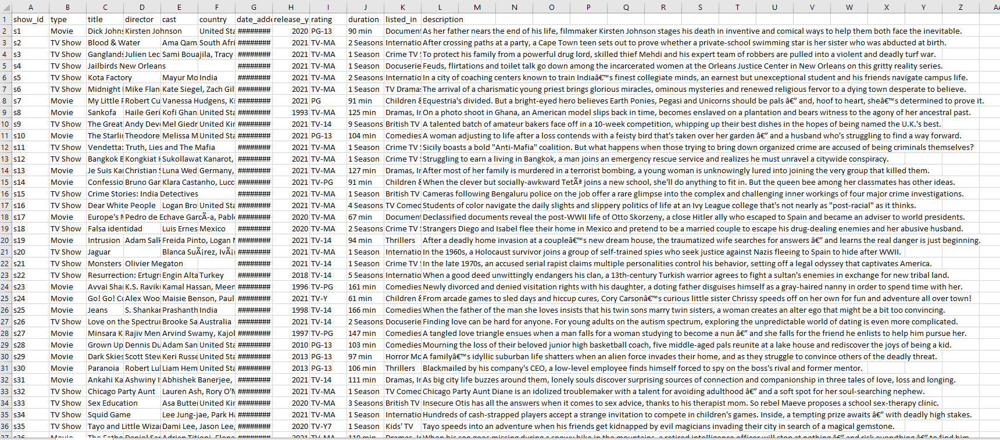 A B C D E F G H I J K L M N O P Q R S T U V W X Y Z
1 show_id type title director cast country date_adde release_y rating duration listed_in description
2 s1 Movie Dick Johns Kirsten Johnson United Sta ######## 2020 PG-13 90 min Document As her father nears the end of his life, filmmaker Kirsten Johnson stages his death in inventive and comical ways to help them both face the inevitable.
3 s2 TV Show Blood & Water Ama Qam South Afri ######## 2021 TV-MA 2 Seasons Internatio After crossing paths at a party, a Cape Town teen sets out to prove whether a private-school swimming star is her sister who was abducted at birth.
4 s3 TV Show Ganglands Julien Lec Sami Bouajila, Tracy ######## 2021 TV-MA 1 Season Crime TV To protect his family from a powerful drug lord, skilled thief Mehdi and his expert team of robbers are pulled into a violent and deadly turf war.
5 s4 TV Show Jailbirds New Orleans ######## 2021 TV-MA 1 Season Docuserie Feuds, flirtations and toilet talk go down among the incarcerated women at the Orleans Justice Center in New Orleans on this gritty reality series.
6 s5 TV Show Kota Factory Mayur Mo India ######## 2021 TV-MA 2 Seasons Internatio In a city of coaching centers known to train Indiaâ€™s finest collegiate minds, an earnest but unexceptional student and his friends navigate campus life.
7 s6 TV Show Midnight Mike Flan Kate Siegel, Zach Gil ######## 2021 TV-MA 1 Season TV Drama The arrival of a charismatic young priest brings glorious miracles, ominous mysteries and renewed religious fervor to a dying town desperate to believe.
8 s7 Movie My Little Robert Cu Vanessa Hudgens, Ki ######## 2021 PG 91 min Children & Equestria's divided. But a bright-eyed hero believes Earth Ponies, Pegasi and Unicorns should be pals â€” and, hoof to heart, sheâ€™s determined to prove it.
9 s8 Movie Sankofa Haile Geri Kofi Ghan United Sta ######## 1993 TV-MA 125 min Dramas, In On a photo shoot in Ghana, an American model slips back in time, becomes enslaved on a plantation and bears witness to the agony of her ancestral past.
10 s9 TV Show The Great Andy Dev Mel Giedr United Kin ######## 2021 TV-14 9 Seasons British TV A talented batch of amateur bakers face off in a 10-week competition, whipping up their best dishes in the hopes of being named the U.K.'s best.
11 s10 Movie The Starlin Theodore Melissa M United Sta ######## 2021 PG-13 104 min Comedies A woman adjusting to life after a loss contends with a feisty bird that's taken over her garden â€” and a husband who's struggling to find a way forward.
12 s11 TV Show Vendetta: Truth, Lies and The Mafia ######## 2021 TV-MA 1 Season Crime TV Sicily boasts a bold "Anti-Mafia" coalition. But what happens when those trying to bring down organized crime are accused of being criminals themselves?
13 s12 TV Show Bangkok B Kongkiat K Sukollawat Kanarot, ######## 2021 TV-MA 1 Season Crime TV Struggling to earn a living in Bangkok, a man joins an emergency rescue service and realizes he must unravel a citywide conspiracy.
14 s13 Movie Je Suis Kar Christian S Luna Wed Germany, ######## 2021 TV-MA 127 min Dramas, In After most of her family is murdered in a terrorist bombing, a young woman is unknowingly lured into joining the very group that killed them.
15 s14 Movie Confessio Bruno Gar Klara Castanho, Lucc ######## 2021 TV-PG 91 min Children & When the clever but socially-awkward TetÃª joins a new school, she'll do anything to fit in. But the queen bee among her classmates has other ideas.
16 s15 TV Show Crime Stories: India Detectives ######## 2021 TV-MA 1 Season British TV Cameras following Bengaluru police on the job offer a rare glimpse into the complex and challenging inner workings of four major crime investigations.
17 s16 TV Show Dear White People Logan Bro United Sta ######## 2021 TV-MA 4 Seasons TV Comed Students of color navigate the daily slights and slippery politics of life at an Ivy League college that's not nearly as "post-racial" as it thinks.
18 s17 Movie Europe's M Pedro de Echave GarcÃ-a, Pabl ######## 2020 TV-MA 67 min Document Declassified documents reveal the post-WWII life of Otto Skorzeny, a close Hitler ally who escaped to Spain and became an adviser to world presidents.
19 s18 TV Show Falsa identidad Luis Ernes Mexico ######## 2020 TV-MA 2 Seasons Crime TV Strangers Diego and Isabel flee their home in Mexico and pretend to be a married couple to escape his drug-dealing enemies and her abusive husband.
20 s19 Movie Intrusion Adam Salk Freida Pinto, Logan M ######## 2021 TV-14 94 min Thrillers After a deadly home invasion at a coupleâ€™s new dream house, the traumatized wife searches for answers â€” and learns the real danger is just beginning.
21 s20 TV Show Jaguar Blanca SuÃ¡rez, IvÃ¡ ######## 2021 TV-MA 1 Season Internatio In the 1960s, a Holocaust survivor joins a group of self-trained spies who seek justice against Nazis fleeing to Spain to hide after WWII.
22 s21 TV Show Monsters Olivier Megaton ######## 2021 TV-14 1 Season Crime TV In the late 1970s, an accused serial rapist claims multiple personalities control his behavior, setting off a legal odyssey that captivates America.
23 s22 TV Show Resurrection: Ertugru Engin Alta Turkey ######## 2018 TV-14 5 Seasons Internatio When a good deed unwittingly endangers his clan, a 13th-century Turkish warrior agrees to fight a sultan's enemies in exchange for new tribal land.
24 s23 Movie Avvai Shar K.S. Raviku Kamal Hassan, Meen ######## 1996 TV-PG 161 min Comedies Newly divorced and denied visitation rights with his daughter, a doting father disguises himself as a gray-haired nanny in order to spend time with her.
25 s24 Movie Go! Go! Co Alex Woo, Maisie Benson, Paul ######## 2021 TV-Y 61 min Children & From arcade games to sled days and hiccup cures, Cory Carsonâ€™s curious little sister Chrissy speeds off on her own for fun and adventure all over town!
26 s25 Movie Jeans S. Shankar Prashanth India ######## 1998 TV-14 166 min Comedies When the father of the man she loves insists that his twin sons marry twin sisters, a woman creates an alter ego that might be a bit too convincing.
27 s26 TV Show Love on the Spectrum Brooke Sa Australia ######## 2021 TV-14 2 Seasons Docuserie Finding love can be hard for anyone. For young adults on the autism spectrum, exploring the unpredictable world of dating is even more complicated.
28 s27 Movie Minsara K Rajiv Men Arvind Swamy, Kajol ######## 1997 TV-PG 147 min Comedies A tangled love triangle ensues when a man falls for a woman studying to become a nun â€” and she falls for the friend he enlists to help him pursue her.
29 s28 Movie Grown Up Dennis Du Adam San United Sta ######## 2010 PG-13 103 min Comedies Mourning the loss of their beloved junior high basketball coach, five middle-aged pals reunite at a lake house and rediscover the joys of being a kid.
30 s29 Movie Dark Skies Scott Stew Keri Russe United Sta ######## 2013 PG-13 97 min Horror Mo A familyâ€™s idyllic suburban life shatters when an alien force invades their home, and as they struggle to convince others of the deadly threat.
31 s30 Movie Paranoia Robert Lul Liam Hem United Sta ######## 2013 PG-13 106 min Thrillers Blackmailed by his company's CEO, a low-level employee finds himself forced to spy on the boss's rival and former mentor.
32 s31 Movie Ankahi Ka Ashwiny I Abhishek Banerjee, ######## 2021 TV-14 111 min Dramas, In As big city life buzzes around them, lonely souls discover surprising sources of connection and companionship in three tales of love, loss and longing.
33 s32 TV Show Chicago Party Aunt Lauren Ash, Rory O'M ######## 2021 TV-MA 1 Season TV Comed Chicago Party Aunt Diane is an idolized troublemaker with a talent for avoiding adulthood â€” and a soft spot for her soul-searching nephew.
34 s33 TV Show Sex Education Asa Butte United Kin ######## 2020 TV-MA 3 Seasons British TV Insecure Otis has all the answers when it comes to sex advice, thanks to his therapist mom. So rebel Maeve proposes a school sex-therapy clinic.
35 s34 TV Show Squid Game Lee Jung-jae, Park H ######## 2021 TV-MA 1 Season Internatio Hundreds of cash-strapped players accept a strange invitation to compete in children's games. Inside, a tempting prize awaits â€” with deadly high stakes.
36 s35 TV Show Tayo and Little Wizar Dami Lee, Jason Lee, ######## 2020 TV-Y7 1 Season Kids' TV Tayo speeds into an adventure when his friends get kidnapped by evil magicians invading their city in search of a magical gemstone.
37 s36 Movie The Fathe Daniel San Adrian Titieni, Elena ######## 2021 TV-MA 110 min Dramas, In When his son goes missing during a snowy hike in the mountains, a retired intelligence officer will stop at nothing â€” and risk everything â€” to find him.